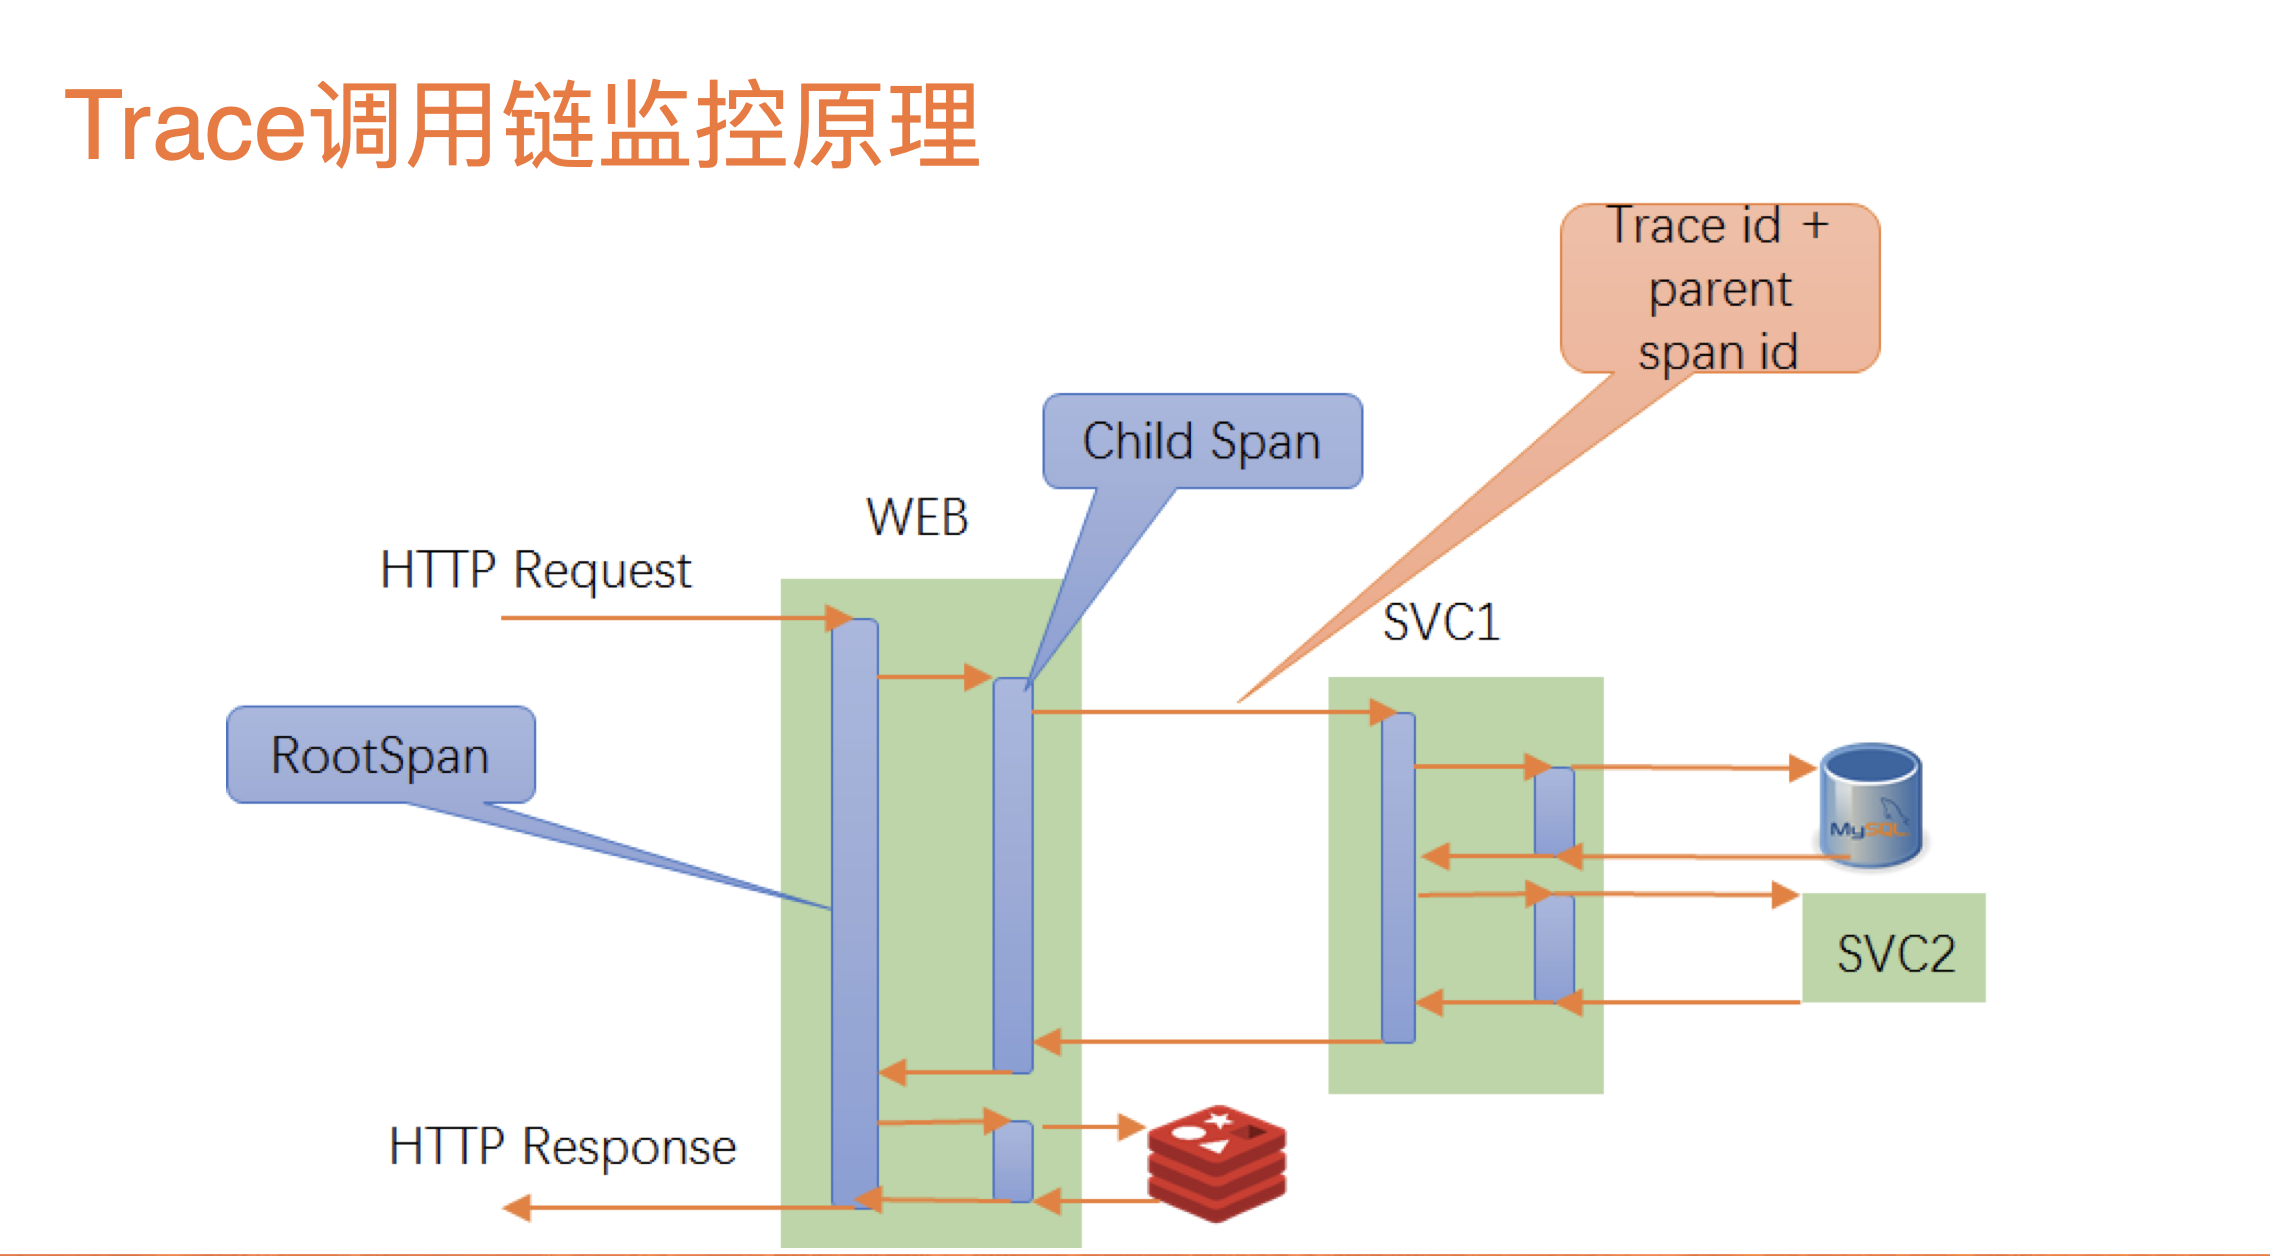 Trace调用链监控原理
Trace id +
parent
span id
Child Span
WEB
HTTP Request
SVC1
RootSpan
MySQL
SVC2
HTTP Response